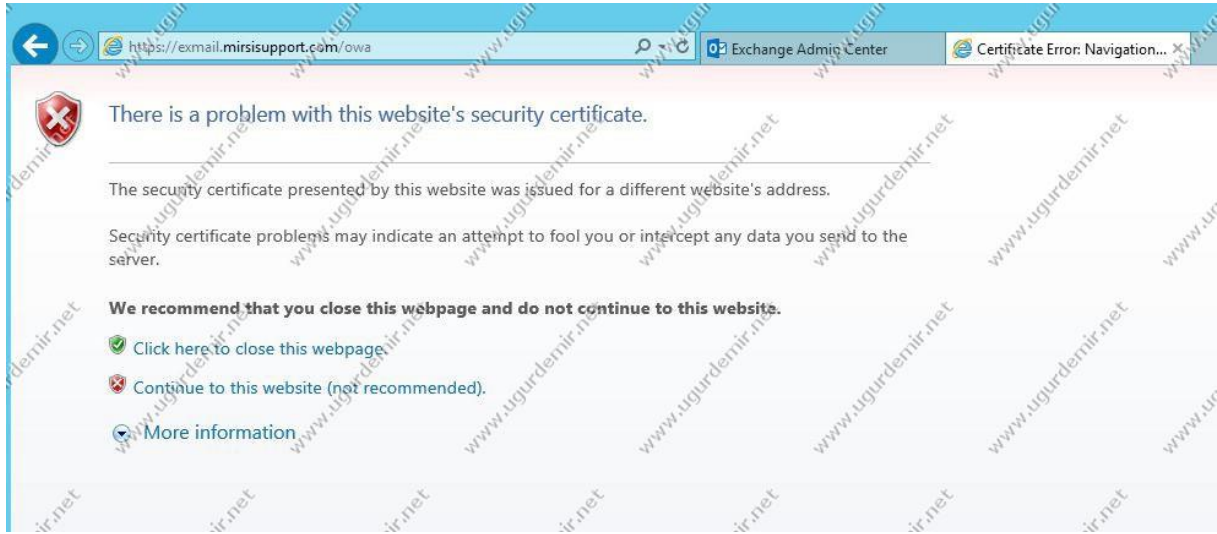 https://exmail.mirsisupport.com/owa
Exchange Admin Center
Certificate Error: Navigation...
There is a problem with this website's security certificate.
The security certificate presented by this website was issued for a different website's address.
Security certificate problems may indicate an attempt to fool you or intercept any data you send to the
server.
We recommend that you close this webpage and do not continue to this website.
Click here to close this webpage.
Continue to this website (not recommended).
More information
www.ugurdemir.net